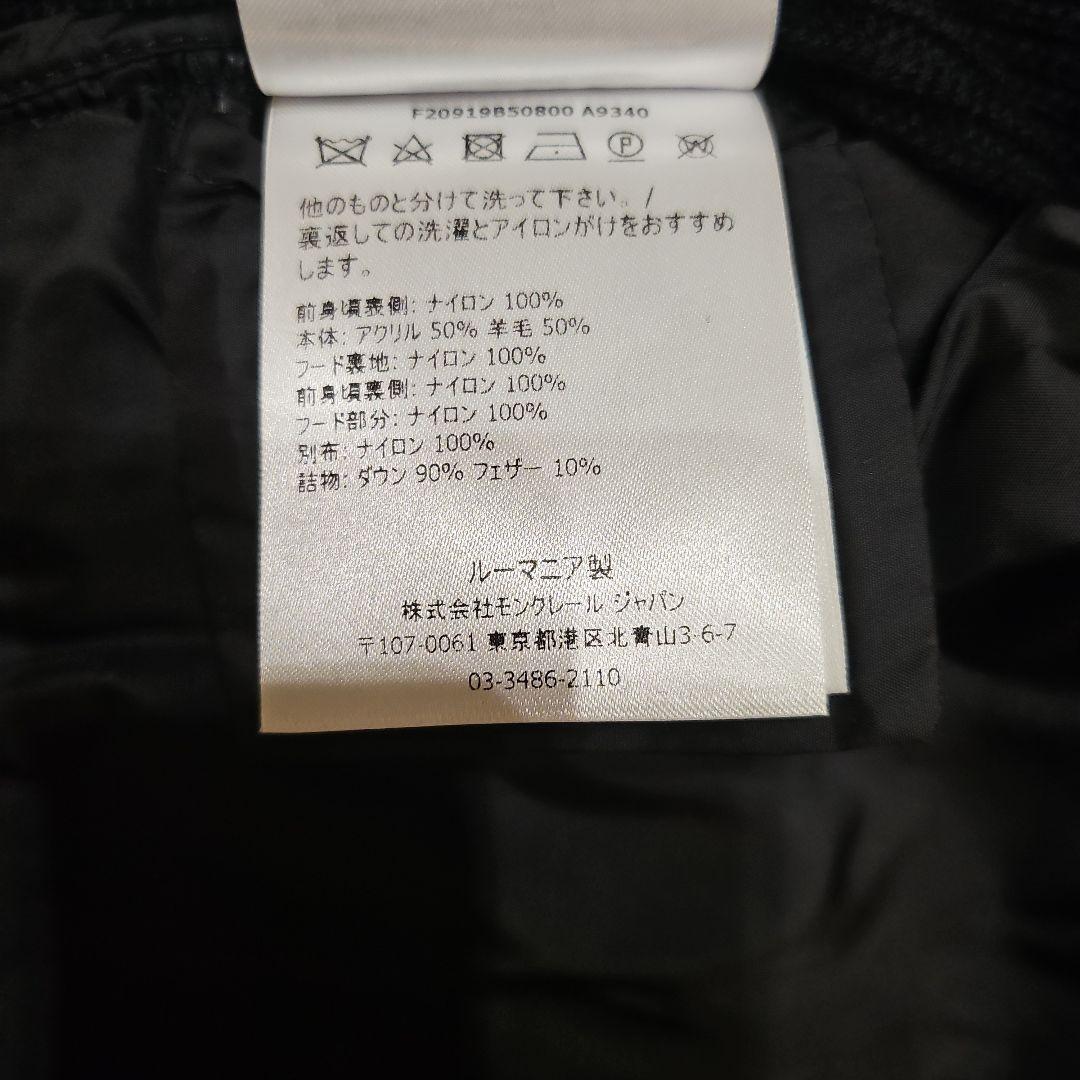 F20919B50800 A9340
他のものと分けて洗って下さい。/
裏返しての洗濯とアイロンがけをおすすめ
します。
前身頃表側: ナイロン 100%
本体: アクリル 50% 羊毛 50%
フード裏地: ナイロン 100%
前身頃裏側: ナイロン 100%
フード部分: ナイロン 100%
別布: ナイロン 100%
詰物: ダウン 90% フェザー 10%
ルーマニア製
株式会社モンクレール ジャパン
〒107-0061 東京都港区北青山3-6-7
03-3486-2110